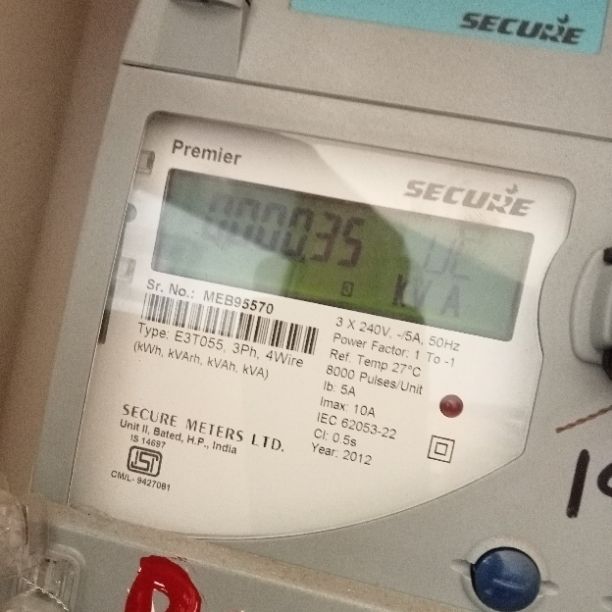 SECURE
Premier
SECURE
000035
kVA
Sr. No.: MEB95570
Type: E3T055, 3Ph, 4Wire
(kWh, kVArh, kVAh, kVA)
3 X 240V. -/5A, 50Hz
Power Factor: 1 To -1
Ref. Temp 27°C
8000 Pulses/Unit
Ib: 5A
Imax: 10A
IEC 62053-22
Cl: 0.5s
Year: 2012
SECURE METERS LTD.
Unit II, Bated, H.P., India
IS 14697
ISI
CM/L- 9427081